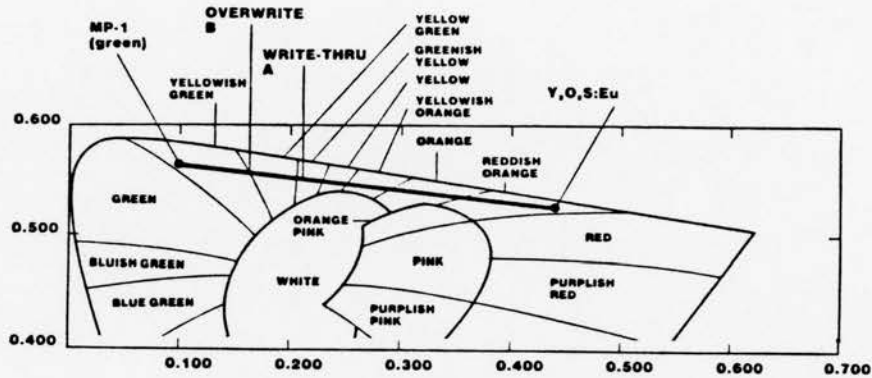 MP-1
(green)
OVERWRITE
B
WRITE-THRU
A
YELLOWISH
GREEN
YELLOW
GREEN
GREENISH
YELLOW
YELLOW
YELLOWISH
ORANGE
ORANGE
REDDISH
ORANGE
Y,O,S:Eu
0.600
0.500
0.400
GREEN
BLUISH GREEN
BLUE GREEN
WHITE
ORANGE
PINK
PINK
PURPLISH
PINK
RED
PURPLISH
RED
0.100
0.200
0.300
0.400
0.500
0.600
0.700